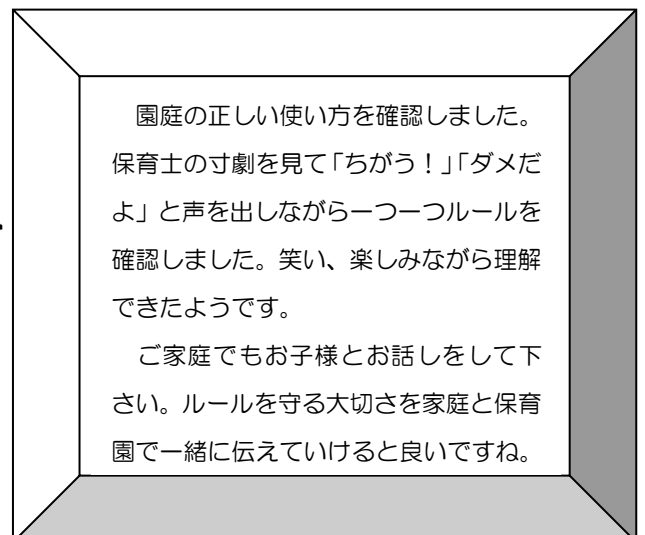 園庭の正しい使い方を確認しました。
保育士の寸劇を見て「ちがう！」「ダメだ
よ」と声を出しながら一つ一つルールを
確認しました。笑い、楽しみながら理解
できたようです。
ご家庭でもお子様とお話しをして下
さい。ルールを守る大切さを家庭と保育
園で一緒に伝えていけると良いですね。